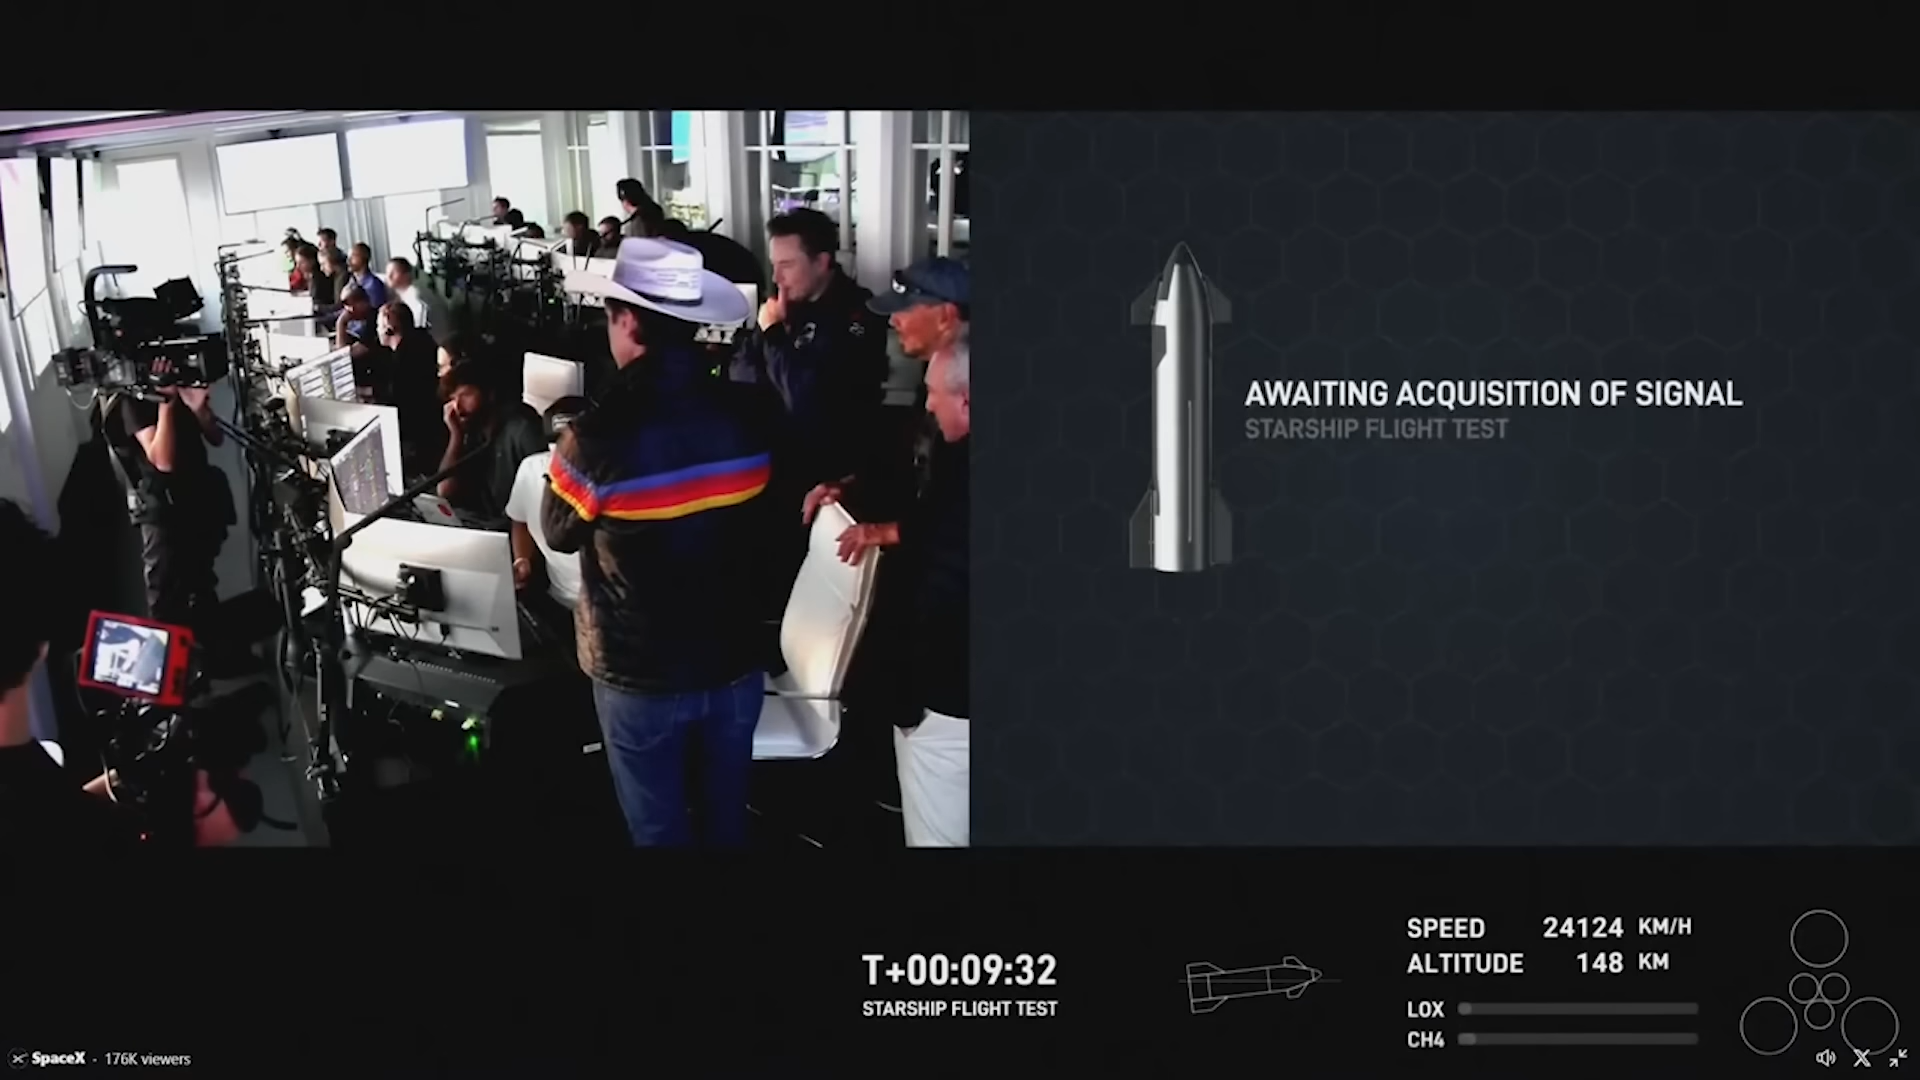 AWAITING ACQUISITION OF SIGNAL
STARSHIP FLIGHT TEST
T+00:09:32
STARSHIP FLIGHT TEST
SPEED 24124 KM/H
ALTITUDE 148 KM
LOX
CH4
SpaceX · 176K viewers